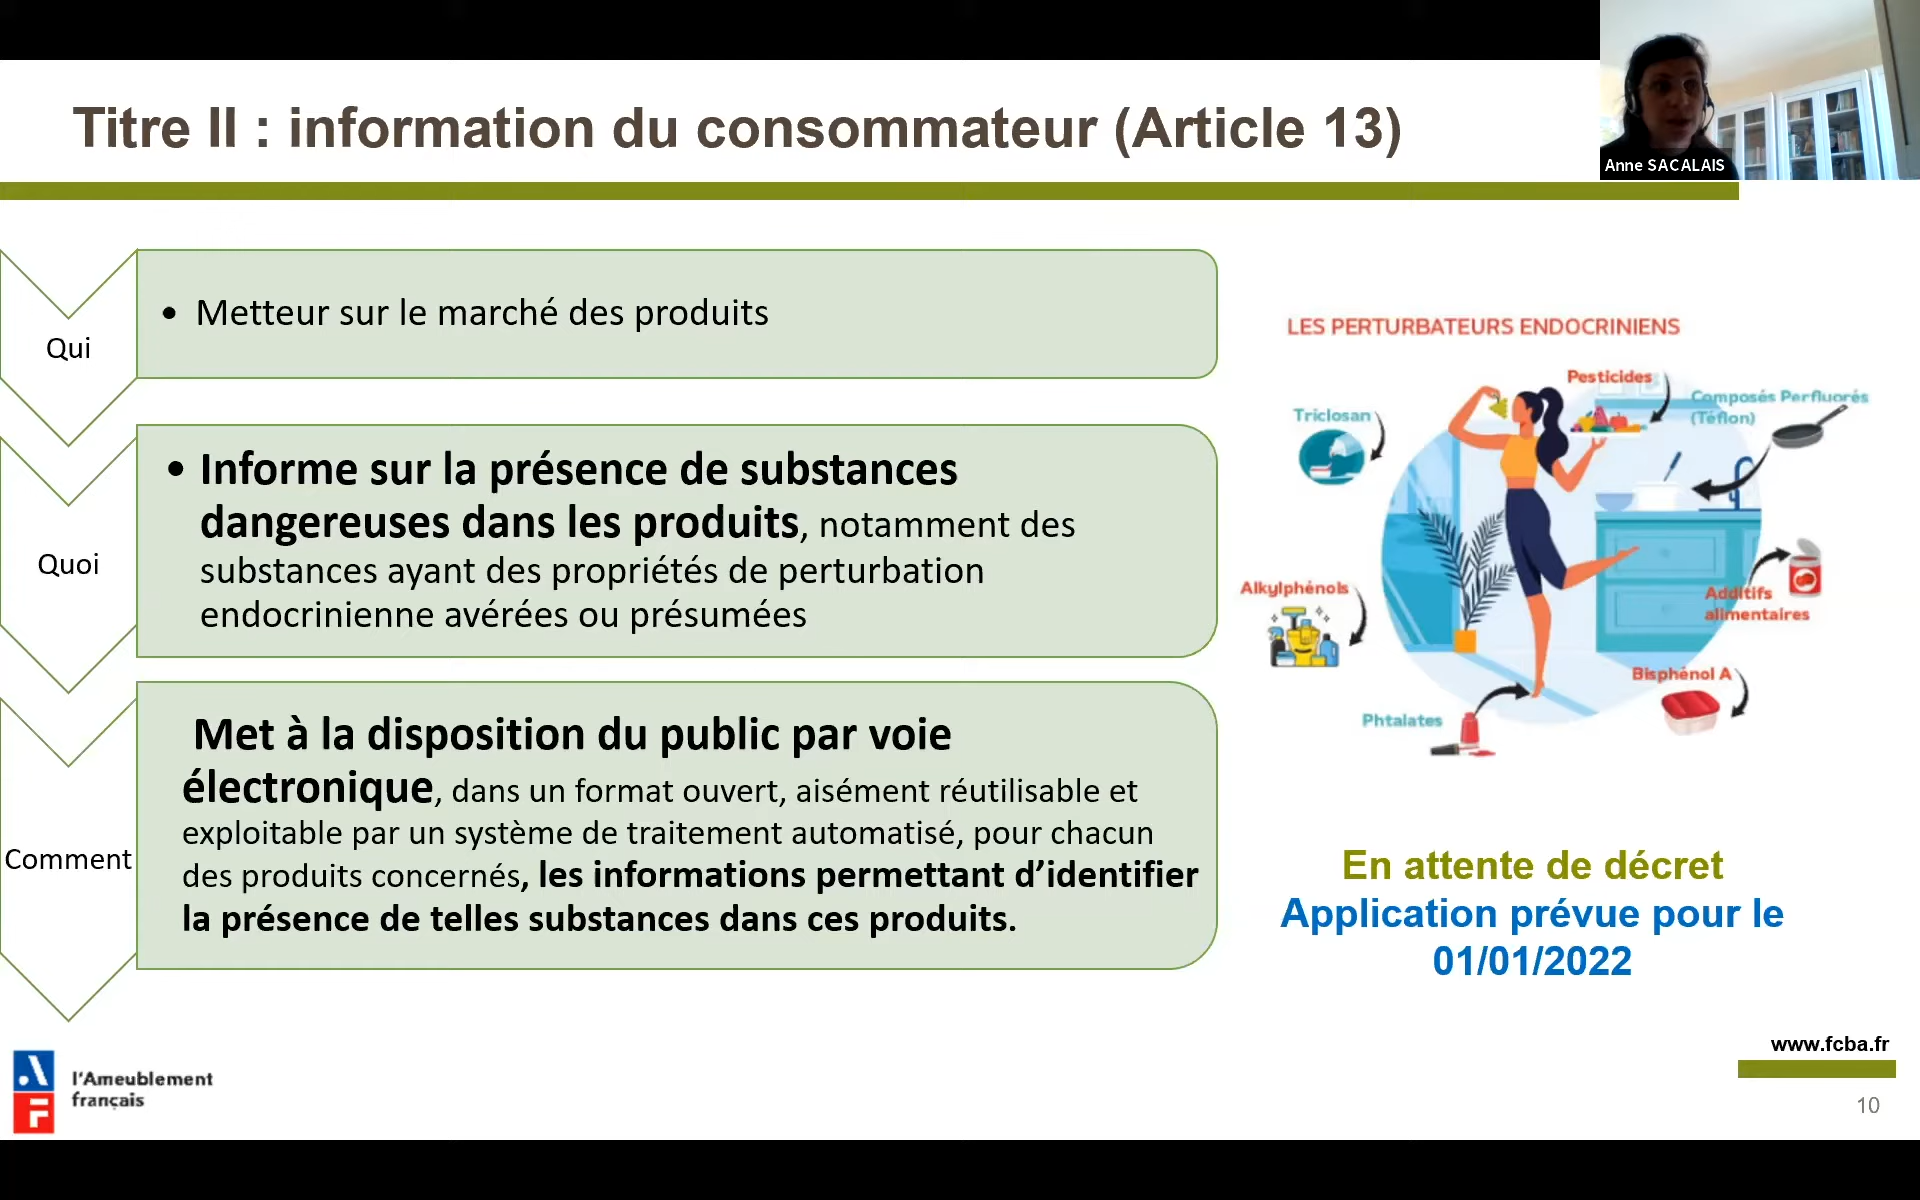 Titre II : information du consommateur (Article 13)
Anne SACALAIS
Qui
• Metteur sur le marché des produits
Quoi
• Informe sur la présence de substances
dangereuses dans les produits, notamment des
substances ayant des propriétés de perturbation
endocrinienne avérées ou présumées
Comment
Met à la disposition du public par voie
électronique, dans un format ouvert, aisément réutilisable et
exploitable par un système de traitement automatisé, pour chacun
des produits concernés, les informations permettant d’identifier
la présence de telles substances dans ces produits.
LES PERTURBATEURS ENDOCRINIENS
Pesticides
Composés Perfluorés
(Téflon)
Triclosan
Alkylphénols
Additifs
alimentaires
Bisphénol A
Phtalates
En attente de décret
Application prévue pour le
01/01/2022
l'Ameublement
français
www.fcba.fr
10